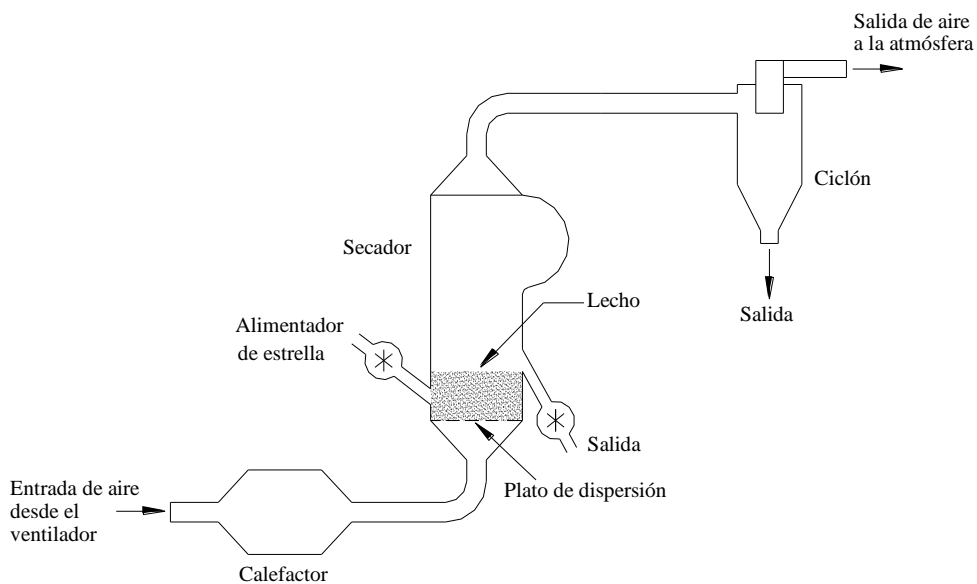 Salida de aire
a la atmósfera
Ciclón
Secador
Salida
Lecho
Alimentador
de estrella
Salida
Plato de dispersión
Entrada de aire
desde el
ventilador
Calefactor